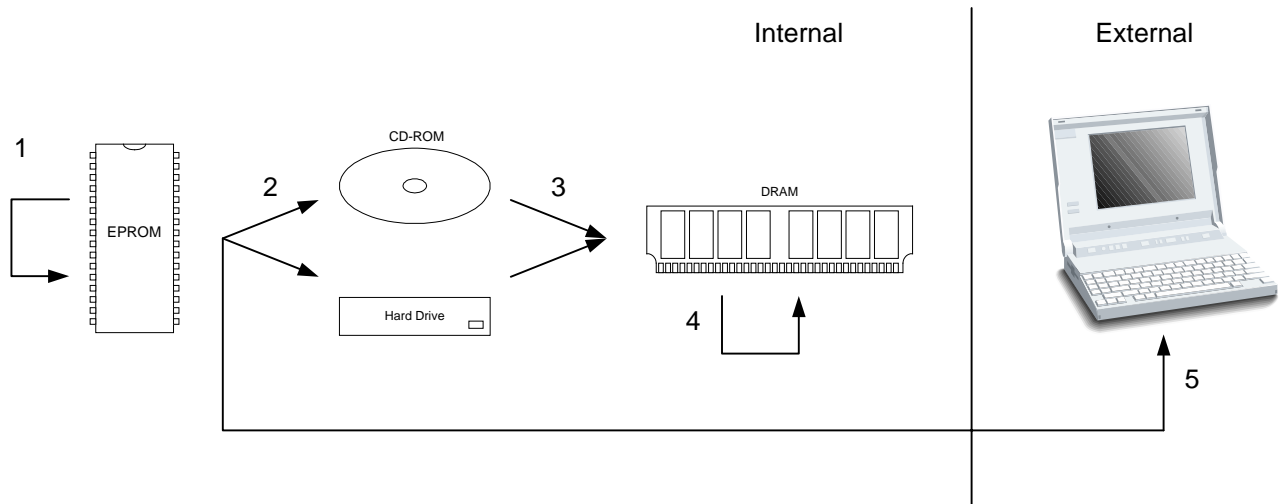 Internal
External
1
EPROM
2
CD-ROM
Hard Drive
3
DRAM
4
5